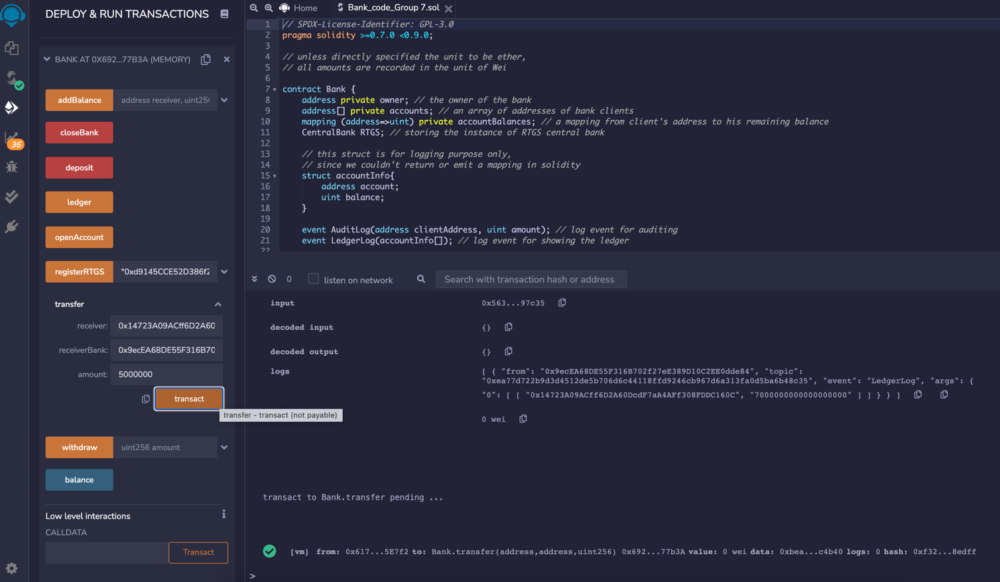 DEPLOY & RUN TRANSACTIONS
36
BANK AT 0X692...77B3A (MEMORY)
addBalance
address receiver, uint25
closeBank
deposit
ledger
openAccount
registerRTGS
"0xd9145CCE52D386f2
transfer
receiver:
0x14723A09ACff6D2A60
receiverBank:
0x9ecEA68DE55F316B70
amount:
5000000
transact
transfer - transact (not payable)
withdraw
uint256 amount
balance
Low level interactions
i
CALLDATA
Transact
Home
Bank_code_Group 7.sol
1 // SPDX-License-Identifier: GPL-3.0
2 pragma solidity >=0.7.0 <0.9.0;
3
4 // unless directly specified the unit to be ether,
5 // all amounts are recorded in the unit of Wei
6
7 contract Bank {
8 address private owner; // the owner of the bank
9 address[] private accounts; // an array of addresses of bank clients
10 mapping (address=>uint) private accountBalances; // a mapping from client's address to his remaining balance
11 CentralBank RTGS; // storing the instance of RTGS central bank
12
13 // this struct is for logging purpose only,
14 // since we couldn't return or emit a mapping in solidity
15 struct accountInfo{
16 address account;
17 uint balance;
18 }
19
20 event AuditLog(address clientAddress, uint amount); // log event for auditing
21 event LedgerLog(accountInfo[]); // log event for showing the ledger
22
0
listen on network
Search with transaction hash or address
input 0x563...97c35
decoded input {}
decoded output {}
logs [ { "from": "0x9ecEA68DE55F316B702f27eE389D10C2EE0dde84", "topic":
"0xea77d722b9d3d4512de5b706d6c44118ffd9246cb967d6a313fa0d5ba6b48c35", "event": "LedgerLog", "args": {
"0": [ [ "0x14723A09ACff6D2A60DcdF7aA4AFf308FDDC160C", "7000000000000000000" ] ] } } ]
0 wei
transact to Bank.transfer pending ...
[vm] from: 0x617...5E7f2 to: Bank.transfer(address,address,uint256) 0x692...77b3A value: 0 wei data: 0xbea...c4b40 logs: 0 hash: 0xf32...8edff
>